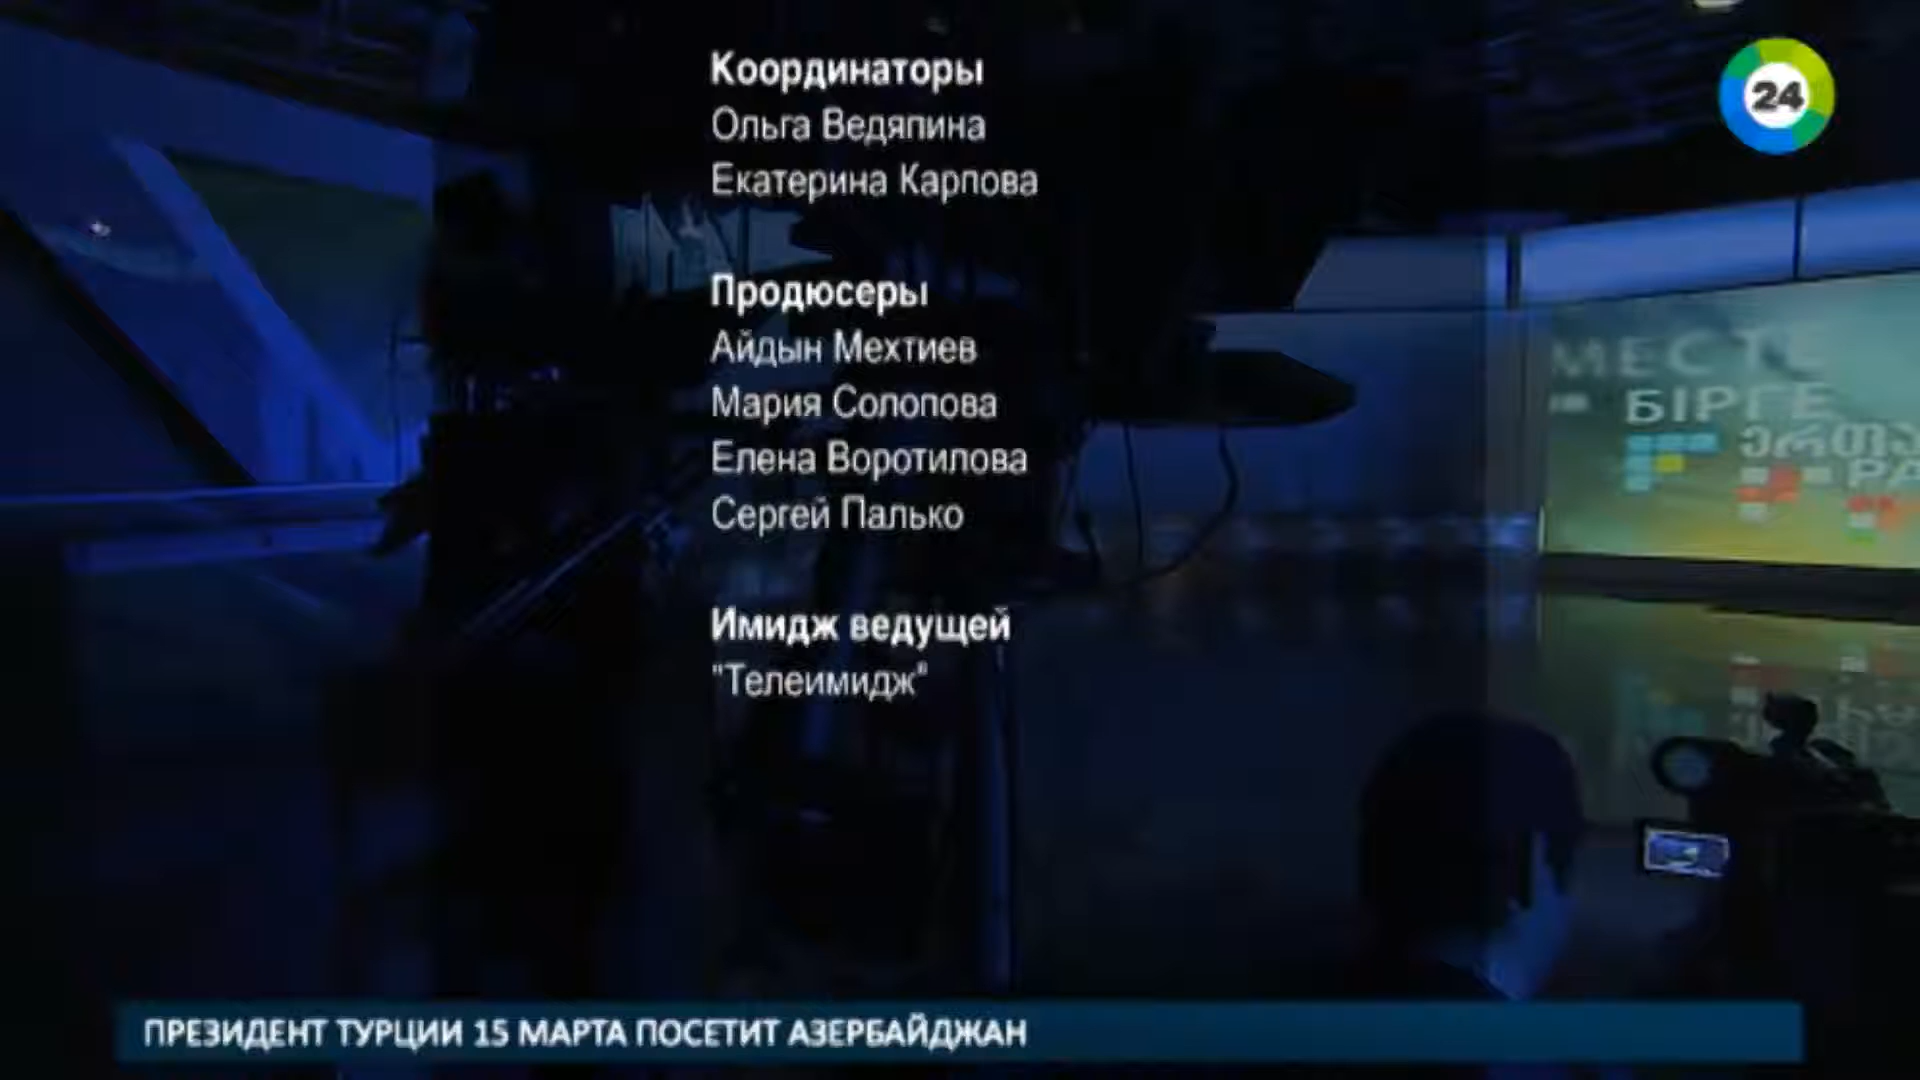 Координаторы
Ольга Ведяпина
Екатерина Карпова
Продюсеры
Айдын Мехтиев
Мария Солопова
Елена Воротилова
Сергей Палько
Имидж ведущей
"Телеимидж"
24
МЕСТЕ
БІРГЕ
ПРЕЗИДЕНТ ТУРЦИИ 15 МАРТА ПОСЕТИТ АЗЕРБАЙДЖАН